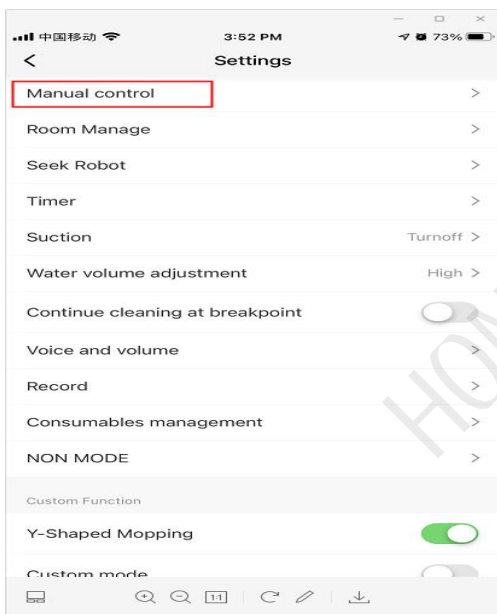 中国移动 3:52 PM 73%
Settings
Manual control
Room Manage
Seek Robot
Timer
Suction Turnoff
Water volume adjustment High
Continue cleaning at breakpoint
Voice and volume
Record
Consumables management
NON MODE
Custom Function
Y-Shaped Mopping
Custom mode
1:1
HON